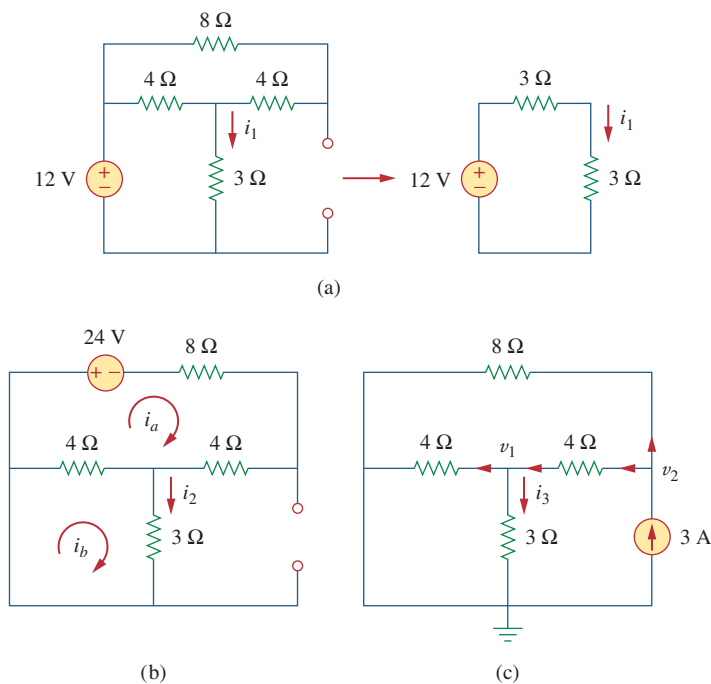 8 Ω
4 Ω 4 Ω
i1
12 V + − 3 Ω
3 Ω
i1
12 V + − 3 Ω
(a)
24 V
+ − 8 Ω
ia
4 Ω 4 Ω
i2
ib 3 Ω
(b)
8 Ω
4 Ω v1 4 Ω
v2
i3
3 Ω 3 A
(c)